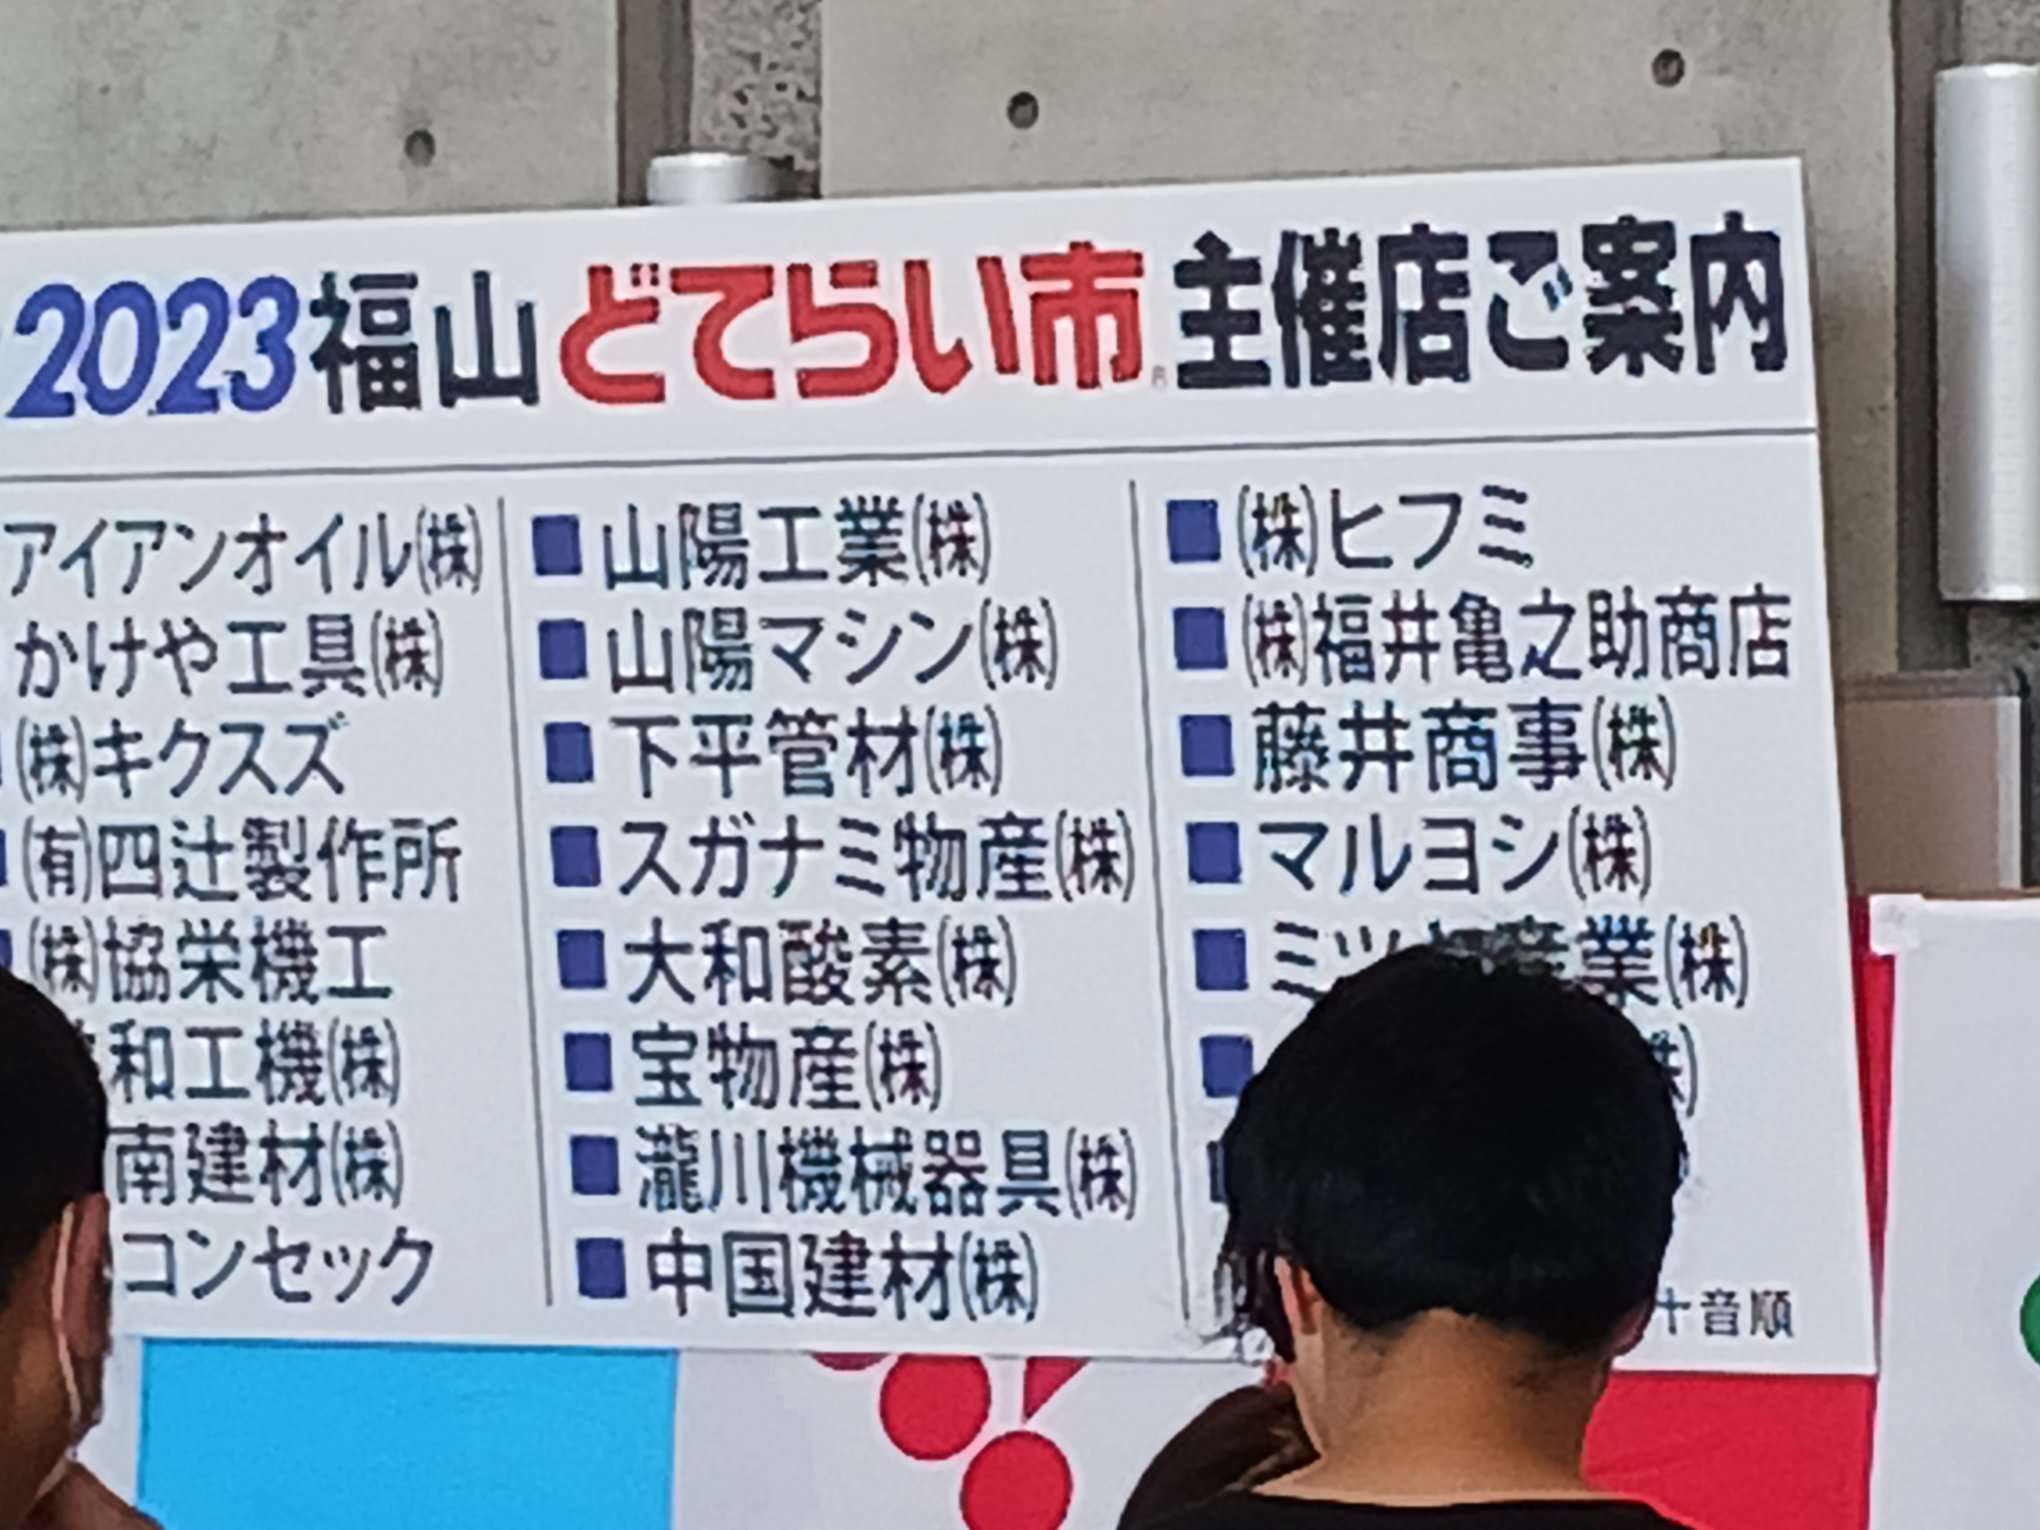 2023福山どてらい市®主催店ご案内
アイアンオイル㈱
かけや工具㈱
㈱キクスズ
㈲四辻製作所
㈱協栄機工
和工機㈱
南建材㈱
コンセック
山陽工業㈱
山陽マシン㈱
下平管材㈱
スガナミ物産㈱
大和酸素㈱
宝物産㈱
瀧川機械器具㈱
中国建材㈱
㈱ヒフミ
㈱福井亀之助商店
藤井商事㈱
マルヨシ㈱
産業㈱
十音順